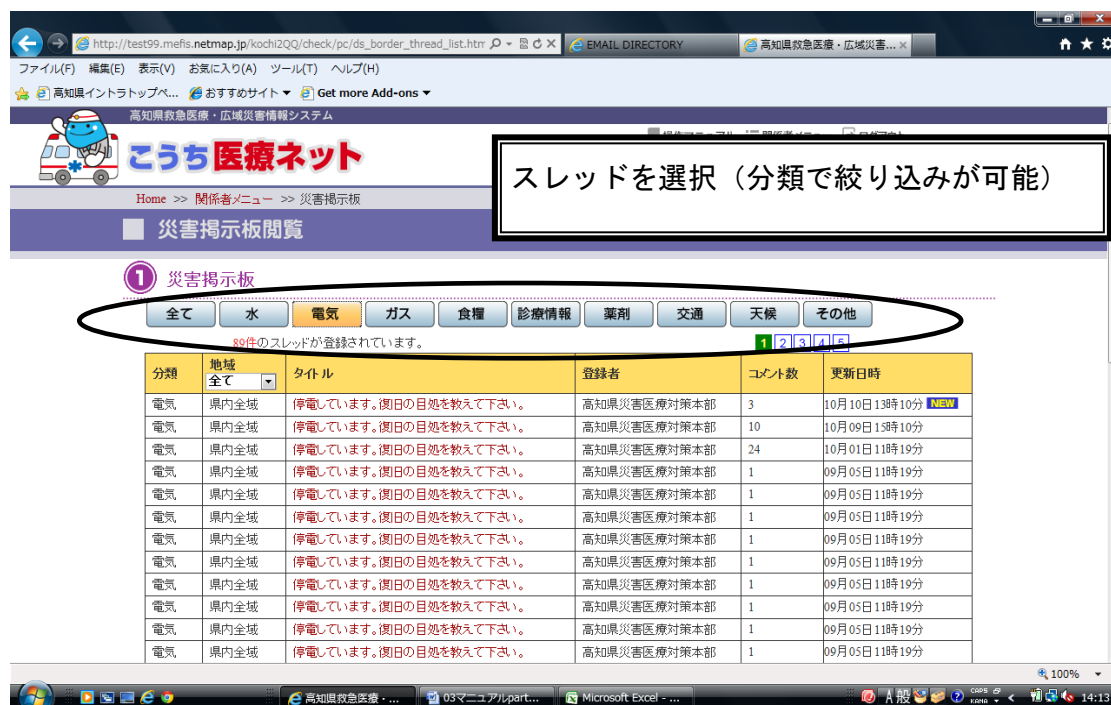 http://test99.mefis.netmap.jp/kochi2QQ/check/pc/ds_border_thread_list.htm
EMAIL DIRECTORY
高知県救急医療・広域災害...
ファイル(F) 編集(E) 表示(V) お気に入り(A) ツール(T) ヘルプ(H)
高知県イントラトップペ... おすすめサイト Get more Add-ons
高知県救急医療・広域災害情報システム
こうち医療ネット
スレッドを選択（分類で絞り込みが可能）
Home >> 関係者メニュー >> 災害掲示板
災害掲示板閲覧
1 災害掲示板
全て 水 電気 ガス 食糧 診療情報 薬剤 交通 天候 その他
89件のスレッドが登録されています。 1 2 3 4 5
分類 地域 全て タイトル 登録者 コメント数 更新日時
電気 県内全域 停電しています。復旧の目処を教えて下さい。 高知県災害医療対策本部 3 10月10日13時10分 NEW
電気 県内全域 停電しています。復旧の目処を教えて下さい。 高知県災害医療対策本部 10 10月09日15時10分
電気 県内全域 停電しています。復旧の目処を教えて下さい。 高知県災害医療対策本部 24 10月01日11時19分
電気 県内全域 停電しています。復旧の目処を教えて下さい。 高知県災害医療対策本部 1 09月05日11時19分
電気 県内全域 停電しています。復旧の目処を教えて下さい。 高知県災害医療対策本部 1 09月05日11時19分
電気 県内全域 停電しています。復旧の目処を教えて下さい。 高知県災害医療対策本部 1 09月05日11時19分
電気 県内全域 停電しています。復旧の目処を教えて下さい。 高知県災害医療対策本部 1 09月05日11時19分
電気 県内全域 停電しています。復旧の目処を教えて下さい。 高知県災害医療対策本部 1 09月05日11時19分
電気 県内全域 停電しています。復旧の目処を教えて下さい。 高知県災害医療対策本部 1 09月05日11時19分
電気 県内全域 停電しています。復旧の目処を教えて下さい。 高知県災害医療対策本部 1 09月05日11時19分
電気 県内全域 停電しています。復旧の目処を教えて下さい。 高知県災害医療対策本部 1 09月05日11時19分
電気 県内全域 停電しています。復旧の目処を教えて下さい。 高知県災害医療対策本部 1 09月05日11時19分
100%
高知県救急医療・... 03マニュアルpart... Microsoft Excel - ... A 般 CAPS KANA 14:13